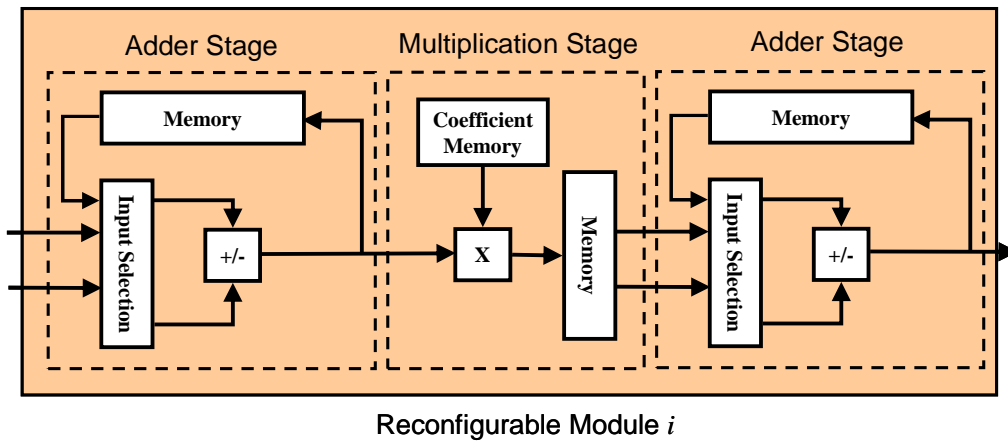 Adder Stage
Multiplication Stage
Adder Stage
Memory
Coefficient
Memory
Memory
Input Selection
+/-
X
Memory
Input Selection
+/-
Reconfigurable Module i